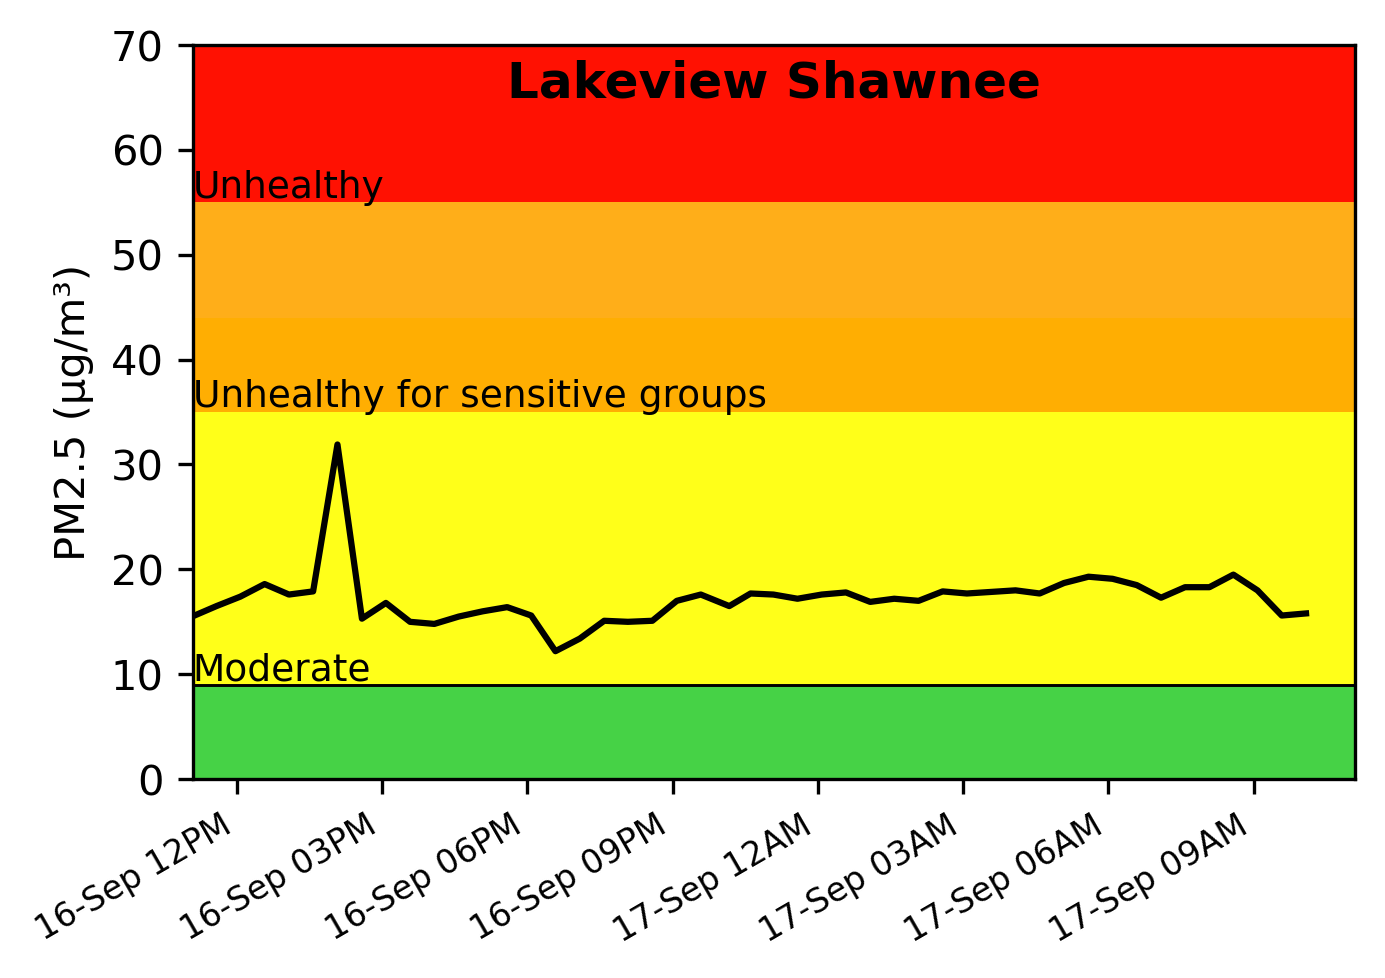 Lakeview Shawnee
70
60
50
40
30
20
10
0
PM2.5 (µg/m³)
Unhealthy
Unhealthy for sensitive groups
Moderate
16-Sep 12PM
16-Sep 03PM
16-Sep 06PM
16-Sep 09PM
17-Sep 12AM
17-Sep 03AM
17-Sep 06AM
17-Sep 09AM